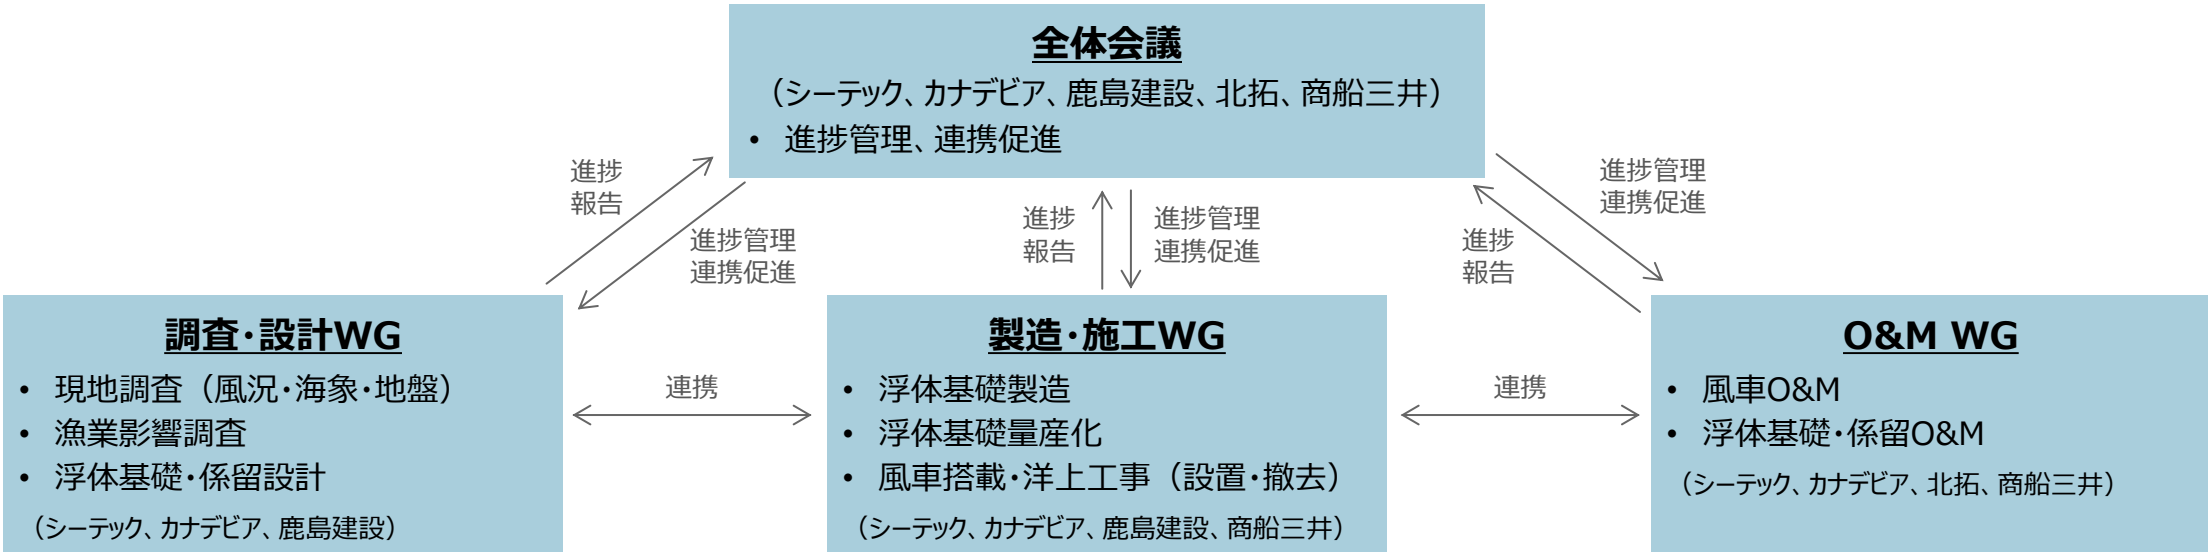 全体会議
（シーテック、カナデビア、鹿島建設、北拓、商船三井）
• 進捗管理、連携促進
進捗
報告
進捗管理
連携促進
進捗
報告
進捗管理
連携促進
進捗
報告
進捗管理
連携促進
調査・設計WG
• 現地調査（風況・海象・地盤）
• 漁業影響調査
• 浮体基礎・係留設計
（シーテック、カナデビア、鹿島建設）
連携
製造・施工WG
• 浮体基礎製造
• 浮体基礎量産化
• 風車搭載・洋上工事（設置・撤去）
（シーテック、カナデビア、鹿島建設、商船三井）
連携
O&M WG
• 風車O&M
• 浮体基礎・係留O&M
（シーテック、カナデビア、北拓、商船三井）